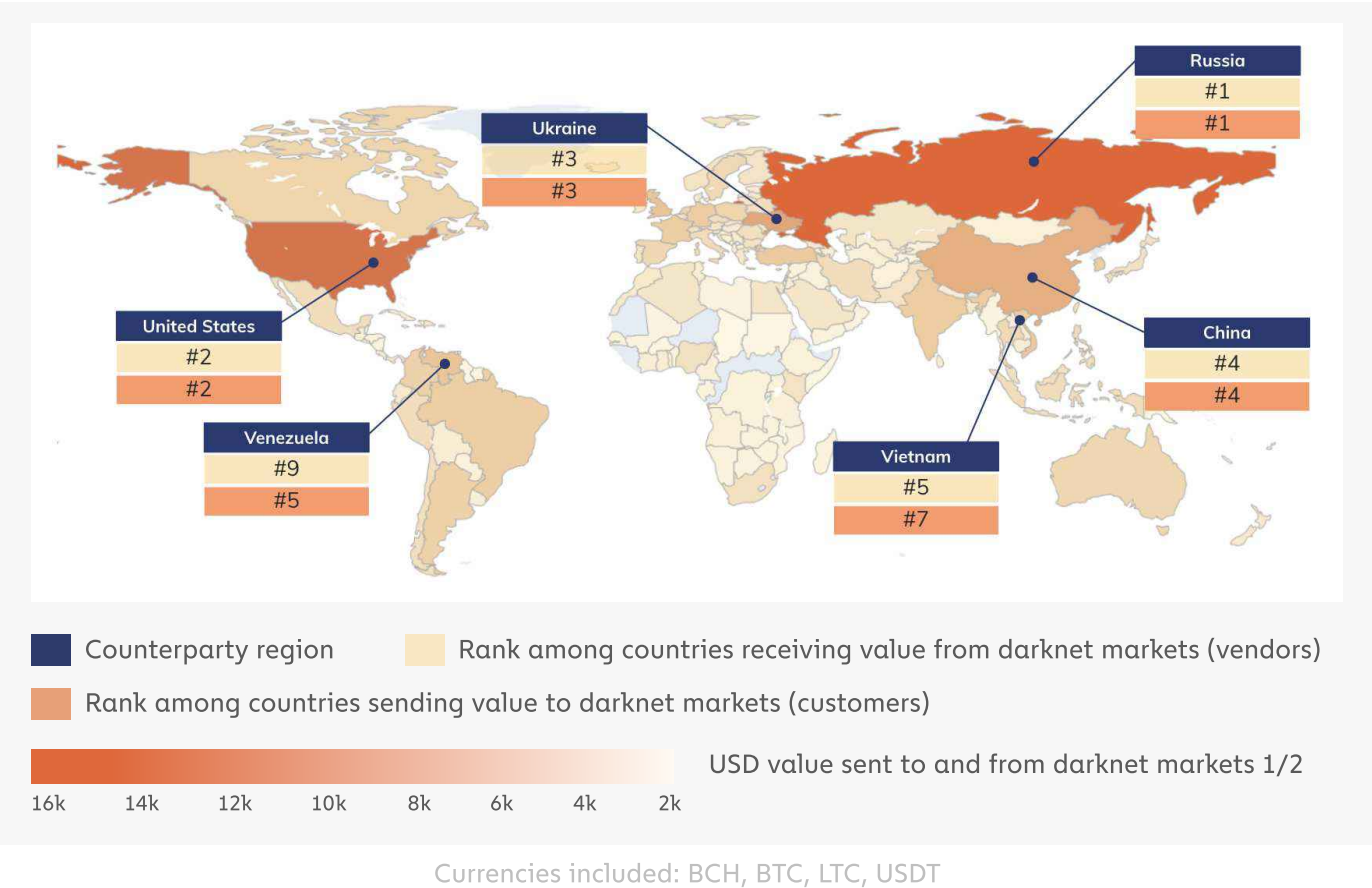 Russia
#1
#1
Ukraine
#3
#3
United States
#2
#2
China
#4
#4
Venezuela
#9
#5
Vietnam
#5
#7
Counterparty region
Rank among countries receiving value from darknet markets (vendors)
Rank among countries sending value to darknet markets (customers)
USD value sent to and from darknet markets 1/2
16k 14k 12k 10k 8k 6k 4k 2k
Currencies included: BCH, BTC, LTC, USDT